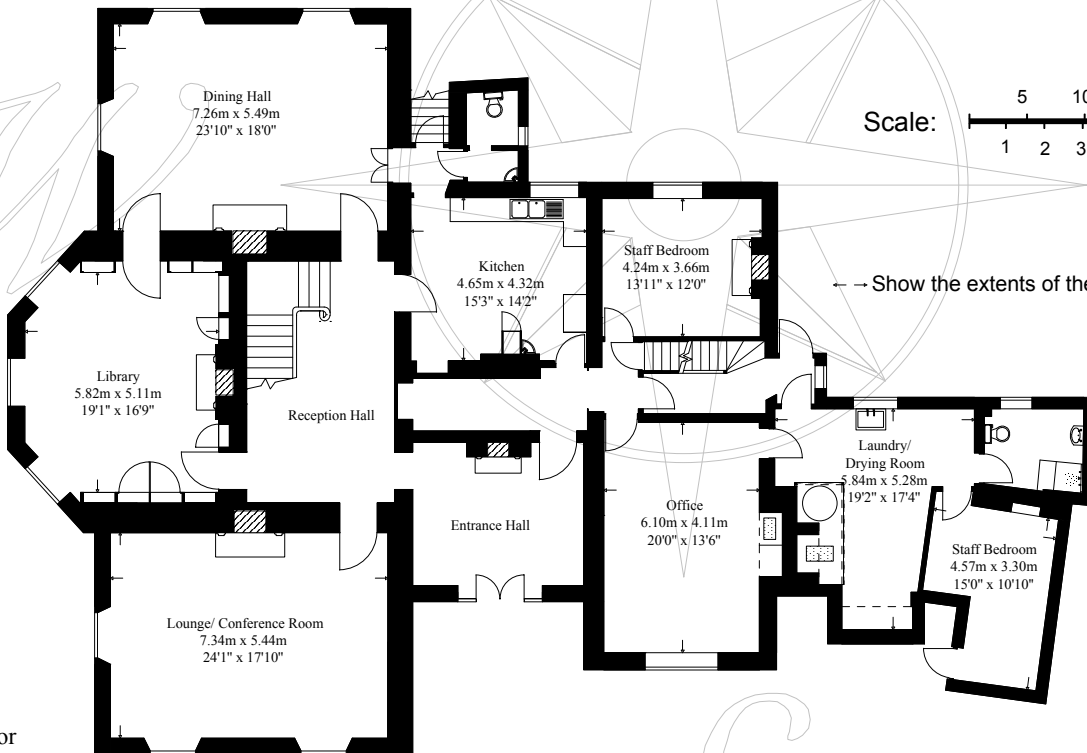 Dining Hall
7.26m x 5.49m
23'10" x 18'0"
Scale:
5
10
1
2
3
Kitchen
4.65m x 4.32m
15'3" x 14'2"
Staff Bedroom
4.24m x 3.66m
13'11" x 12'0"
Show the extents of the
Library
5.82m x 5.11m
19'1" x 16'9"
Reception Hall
Laundry/
Drying Room
5.84m x 5.28m
19'2" x 17'4"
Office
6.10m x 4.11m
20'0" x 13'6"
Entrance Hall
Staff Bedroom
4.57m x 3.30m
15'0" x 10'10"
Lounge/ Conference Room
7.34m x 5.44m
24'1" x 17'10"
or